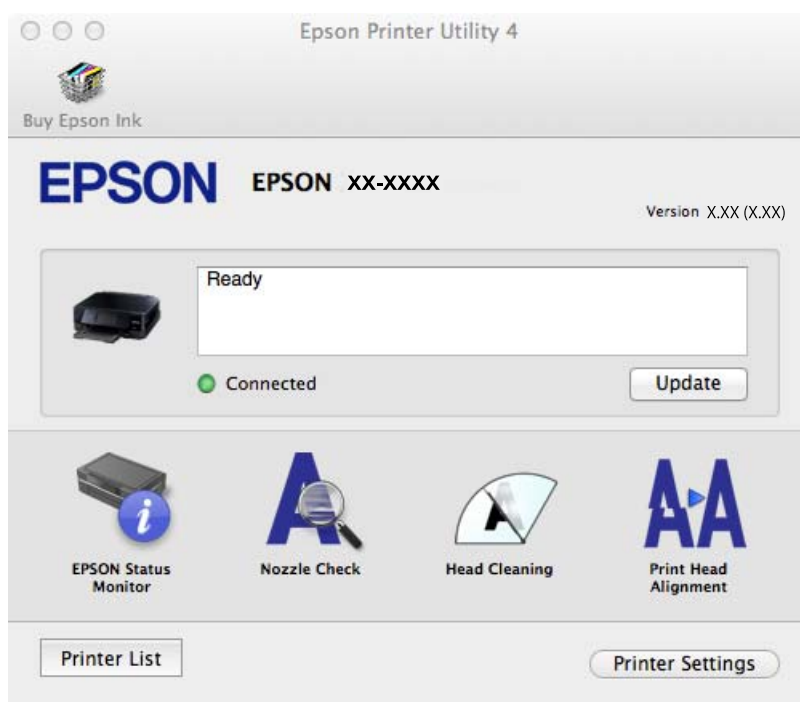 Epson Printer Utility 4
Buy Epson Ink
EPSON EPSON XX-XXXX
Version X.XX (X.XX)
Ready
Connected Update
EPSON Status
Monitor
Nozzle Check
Head Cleaning
Print Head
Alignment
Printer List Printer Settings